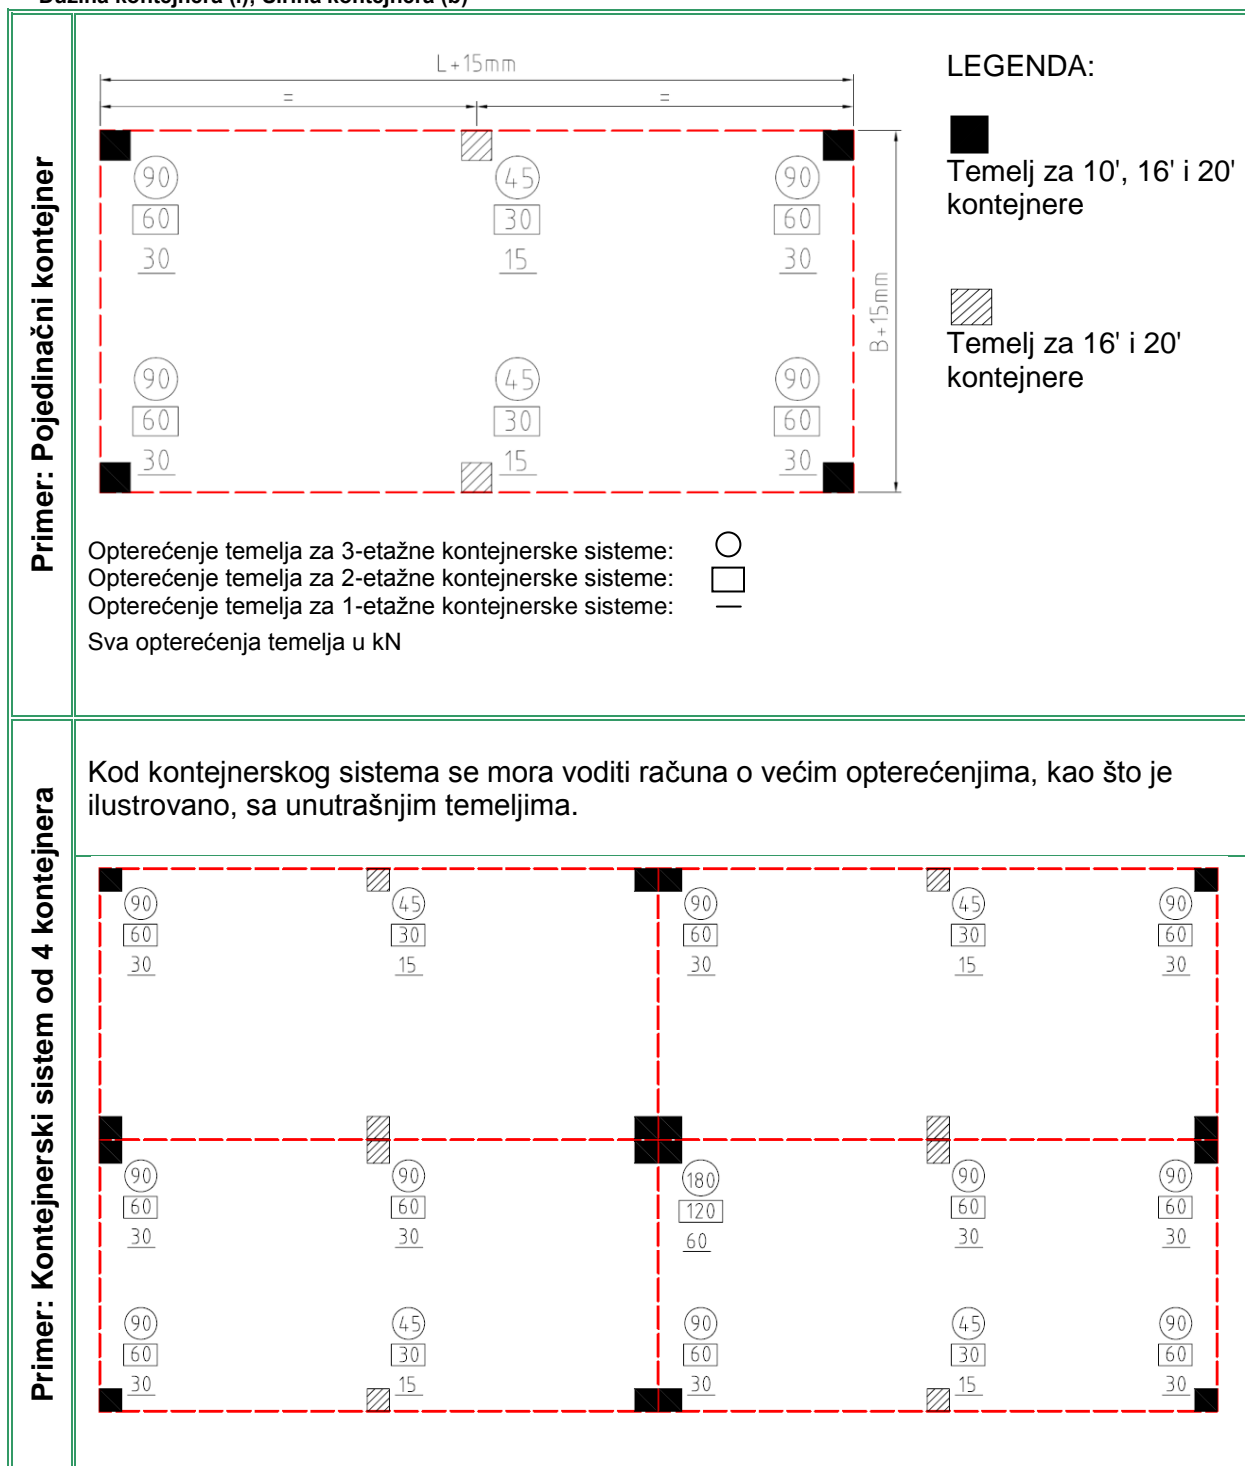 Dužina kontejnera (l), Širina kontejnera (b)
Primer: Pojedinačni kontejner
L+15mm
= =
90 45 90
60 30 60
30 15 30
B+15mm
90 45 90
60 30 60
30 15 30
LEGENDA:
Temelj za 10', 16' i 20'
kontejnere
Temelj za 16' i 20'
kontejnere
Opterećenje temelja za 3-etažne kontejnerske sisteme:
Opterećenje temelja za 2-etažne kontejnerske sisteme:
Opterećenje temelja za 1-etažne kontejnerske sisteme:
Sva opterećenja temelja u kN
Primer: Kontejnerski sistem od 4 kontejnera
Kod kontejnerskog sistema se mora voditi računa o većim opterećenjima, kao što je
ilustrovano, sa unutrašnjim temeljima.
90 45 90 45 90
60 30 60 30 60
30 15 30 15 30
90 90 180 90 90
60 60 120 60 60
30 30 60 30 30
90 45 90 45 90
60 30 60 30 60
30 15 30 15 30